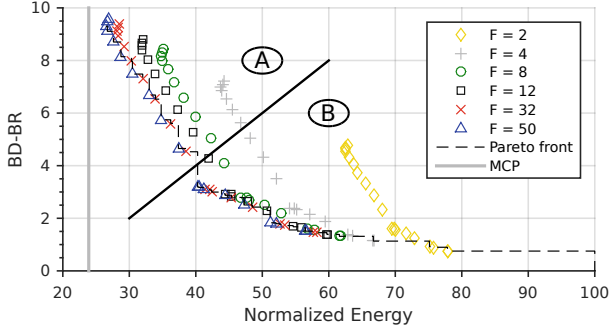 10
8
6
4
2
0
BD-BR
20
30
40
50
60
70
80
90
100
Normalized Energy
A
B
F = 2
F = 4
F = 8
F = 12
F = 32
F = 50
Pareto front
MCP